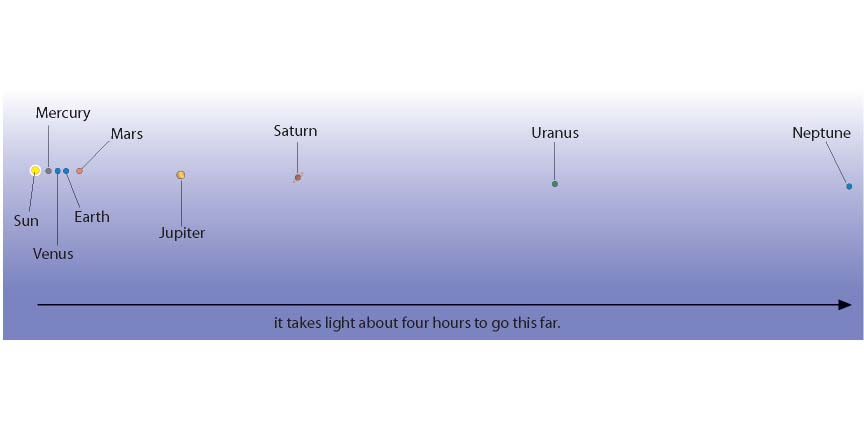 Mercury
Mars
Saturn
Uranus
Neptune
Sun
Earth
Jupiter
Venus
it takes light about four hours to go this far.